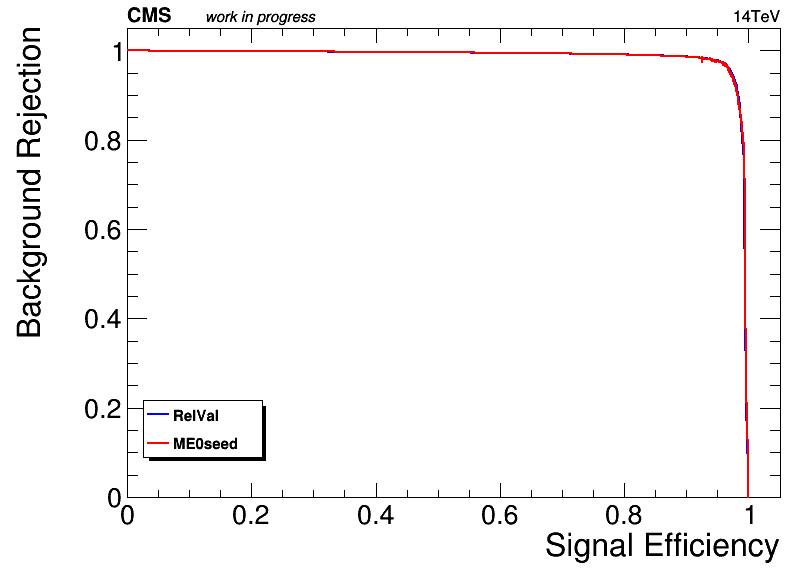 CMS work in progress 14TeV
Background Rejection
1
0.8
0.6
0.4
0.2
0
RelVal
ME0seed
0 0.2 0.4 0.6 0.8 1
Signal Efficiency